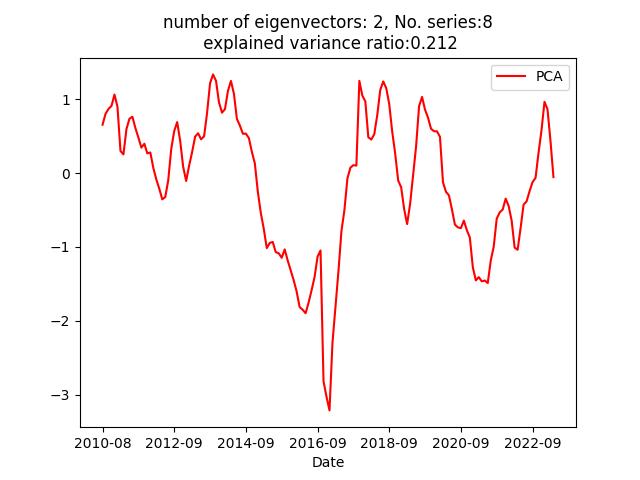 number of eigenvectors: 2, No. series:8
explained variance ratio:0.212
PCA
1
0
−1
−2
−3
2010-08 2012-09 2014-09 2016-09 2018-09 2020-09 2022-09
Date